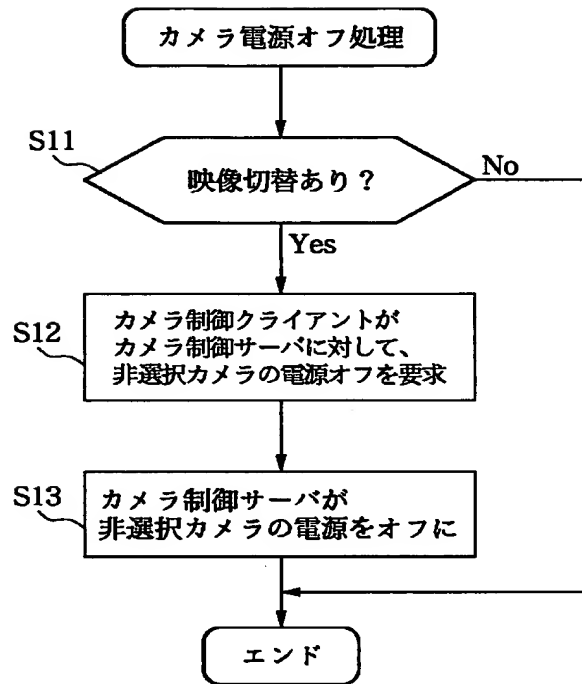 カメラ電源オフ処理
S11
映像切替あり？
No
Yes
S12
カメラ制御クライアントが
カメラ制御サーバに対して、
非選択カメラの電源オフを要求
S13
カメラ制御サーバが
非選択カメラの電源をオフに
エンド